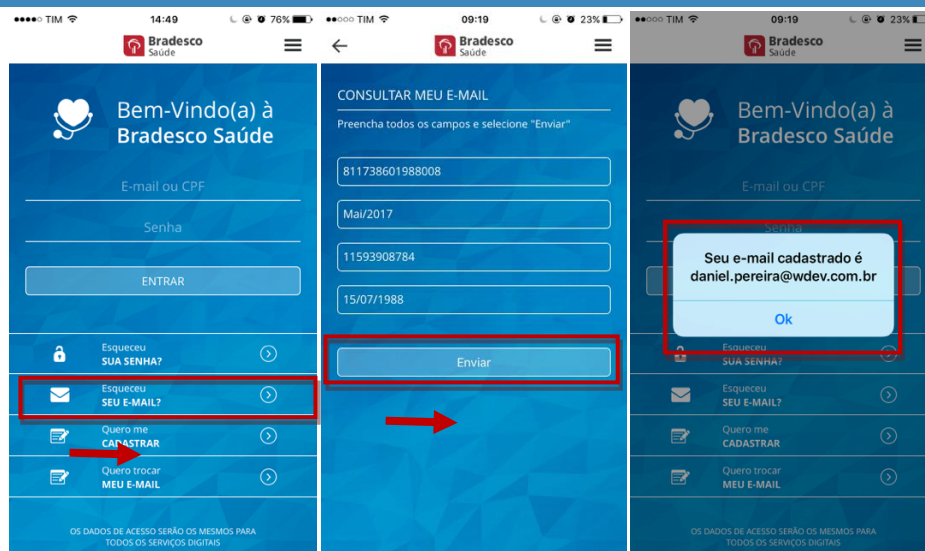 TIM 14:49 76%
Bradesco
Saúde
Bem-Vindo(a) à
Bradesco Saúde
E-mail ou CPF
Senha
ENTRAR
Esqueceu
SUA SENHA?
Esqueceu
SEU E-MAIL?
Quero me
CADASTRAR
Quero trocar
MEU E-MAIL
OS DADOS DE ACESSO SERÃO OS MESMOS PARA
TODOS OS SERVIÇOS DIGITAIS
TIM 09:19 23%
Bradesco
Saúde
CONSULTAR MEU E-MAIL
Preencha todos os campos e selecione "Enviar"
811738601988008
Mai/2017
11593908784
15/07/1988
Enviar
TIM 09:19 23%
Bradesco
Saúde
Bem-Vindo(a) à
Bradesco Saúde
E-mail ou CPF
Senha
Seu e-mail cadastrado é
daniel.pereira@wdev.com.br
Ok
Esqueceu
SUA SENHA?
Esqueceu
SEU E-MAIL?
Quero me
CADASTRAR
Quero trocar
MEU E-MAIL
OS DADOS DE ACESSO SERÃO OS MESMOS PARA
TODOS OS SERVIÇOS DIGITAIS